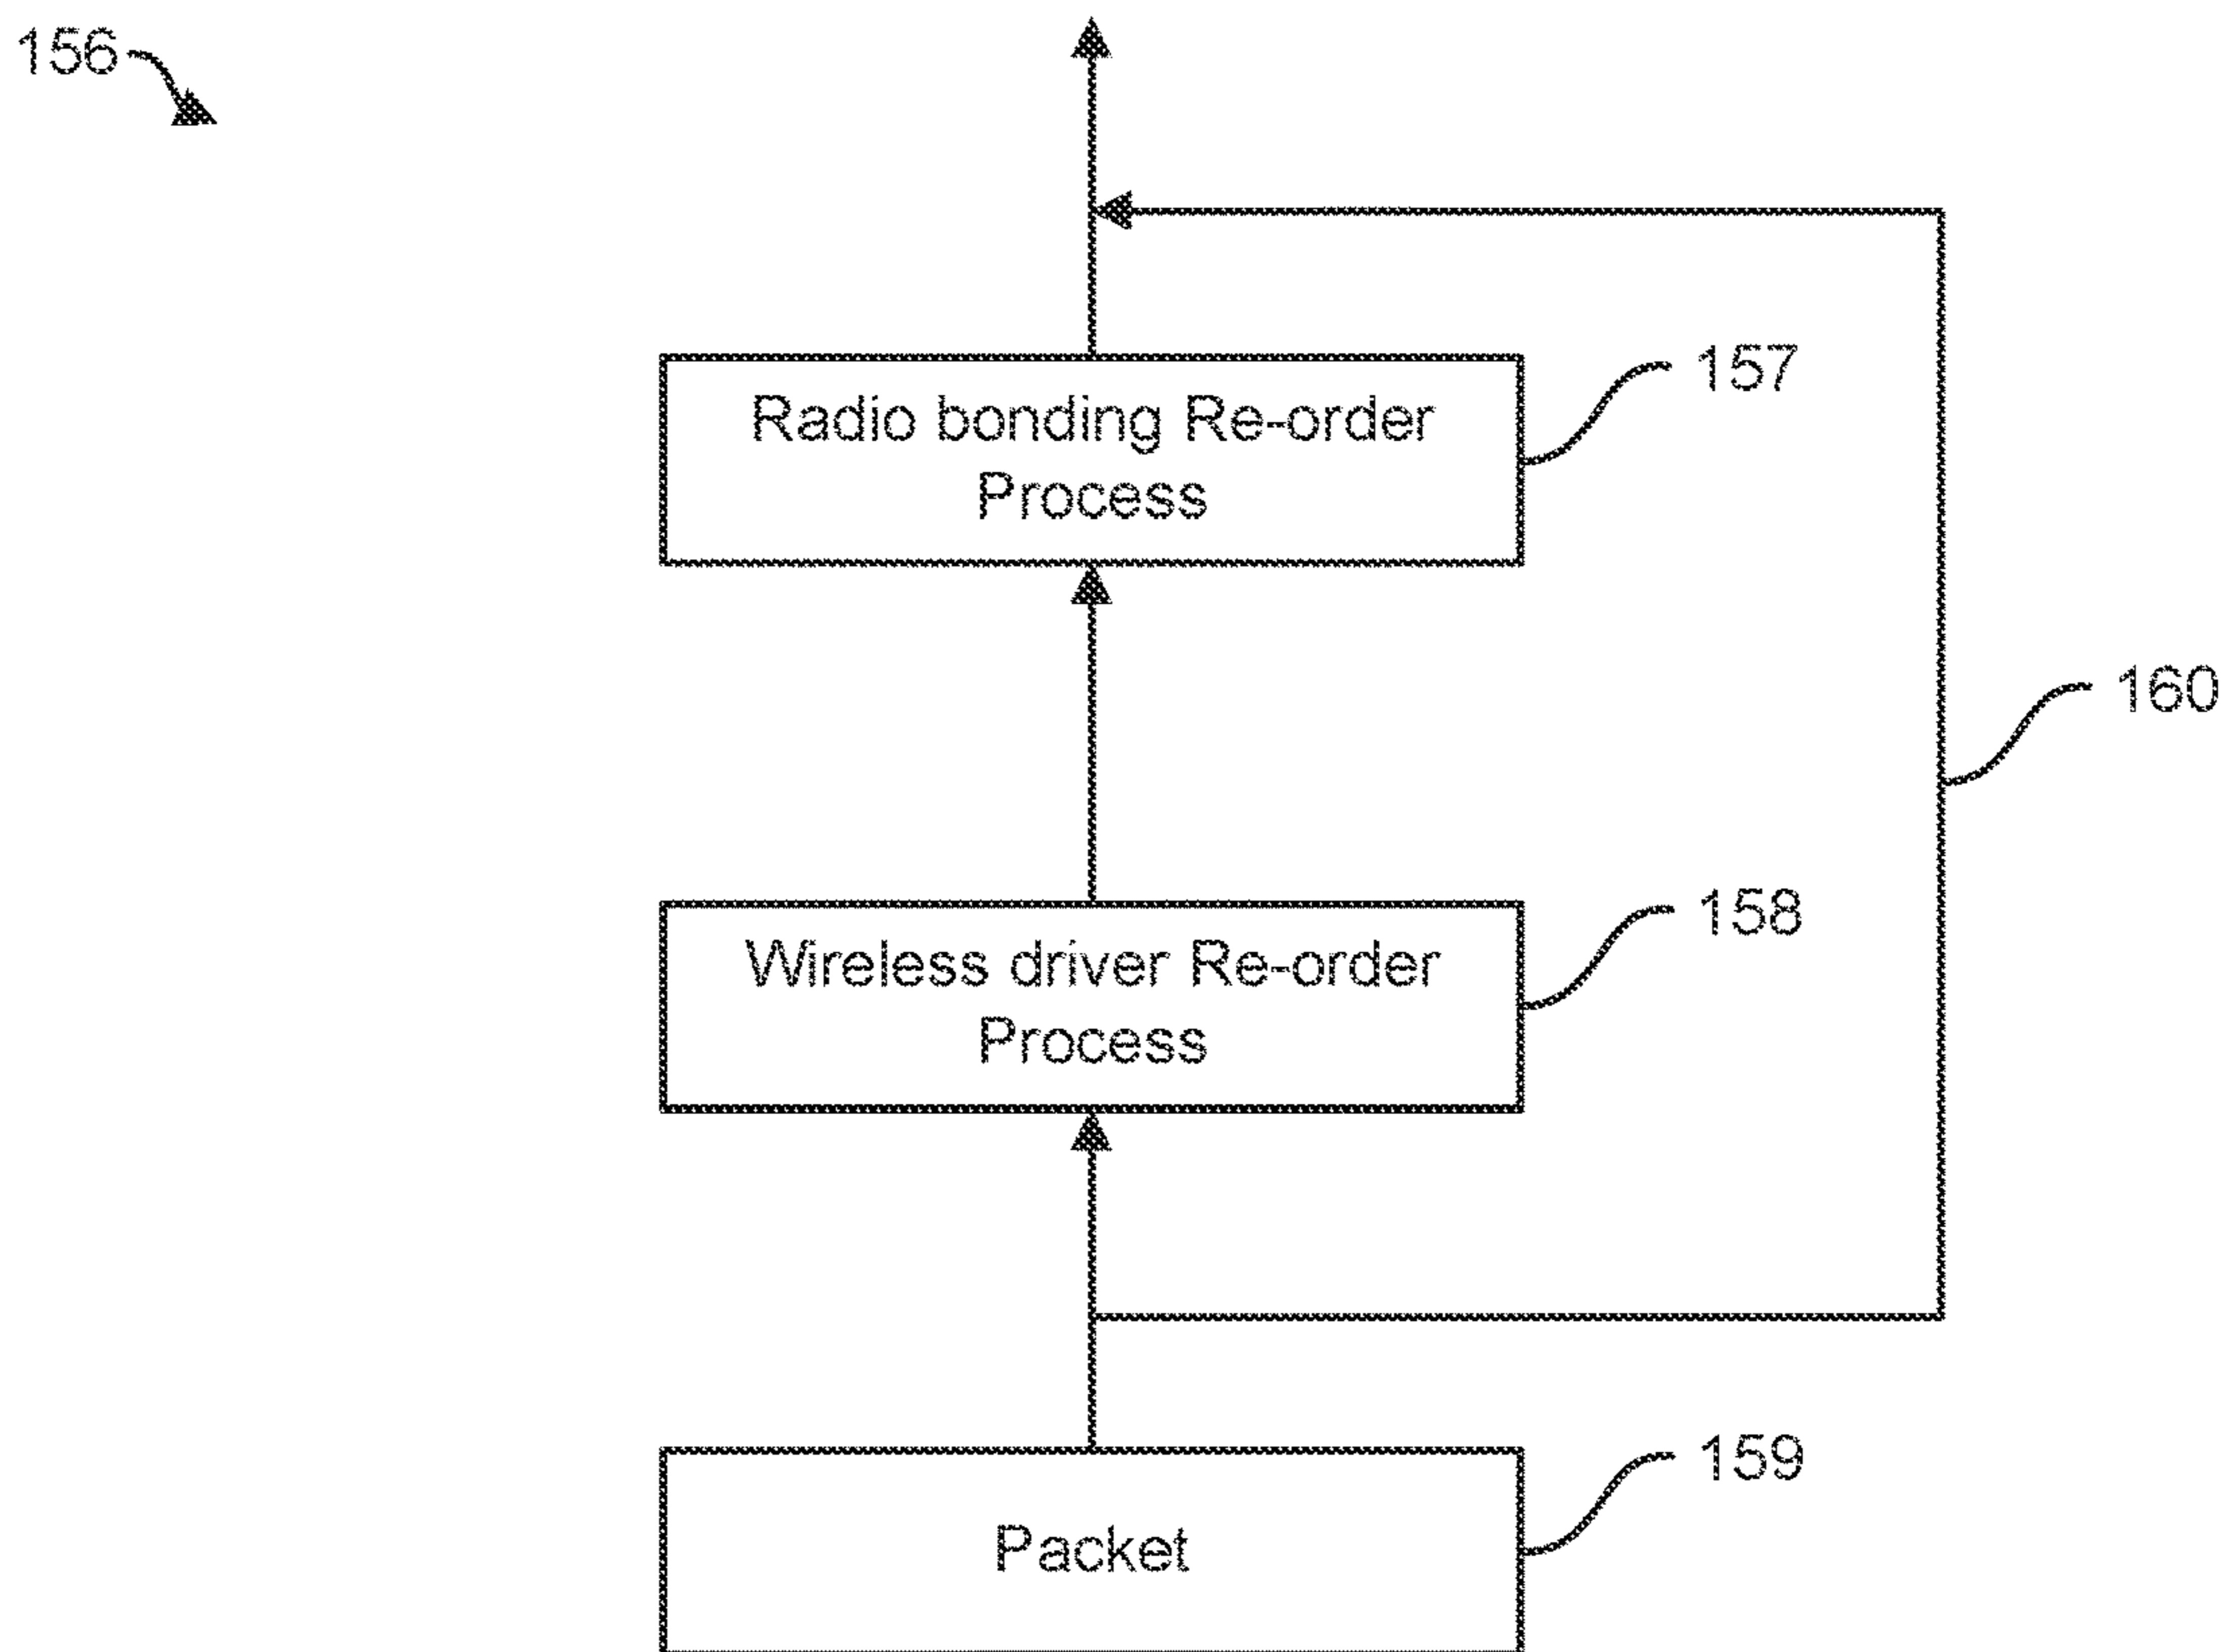 156
Radio bonding Re-order
Process
157
160
Wireless driver Re-order
Process
158
Packet
159